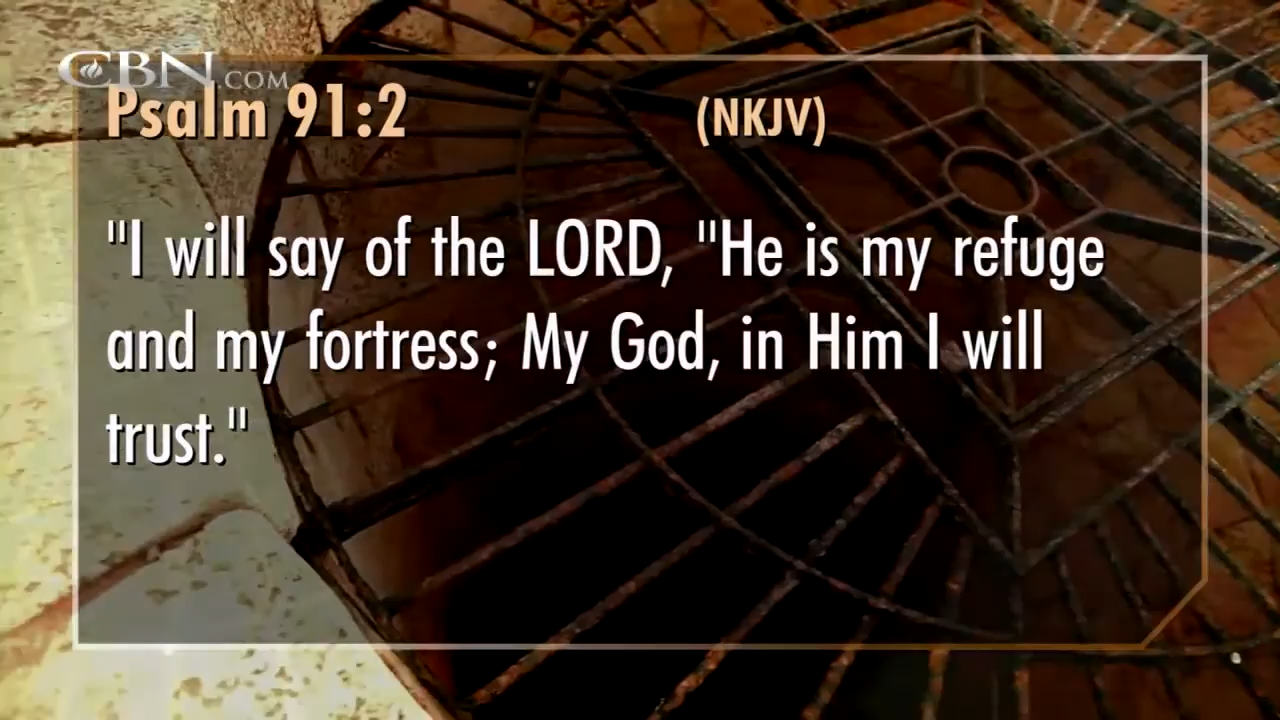 CBN.COM
Psalm 91:2 (NKJV)
"I will say of the LORD, "He is my refuge
and my fortress; My God, in Him I will
trust."